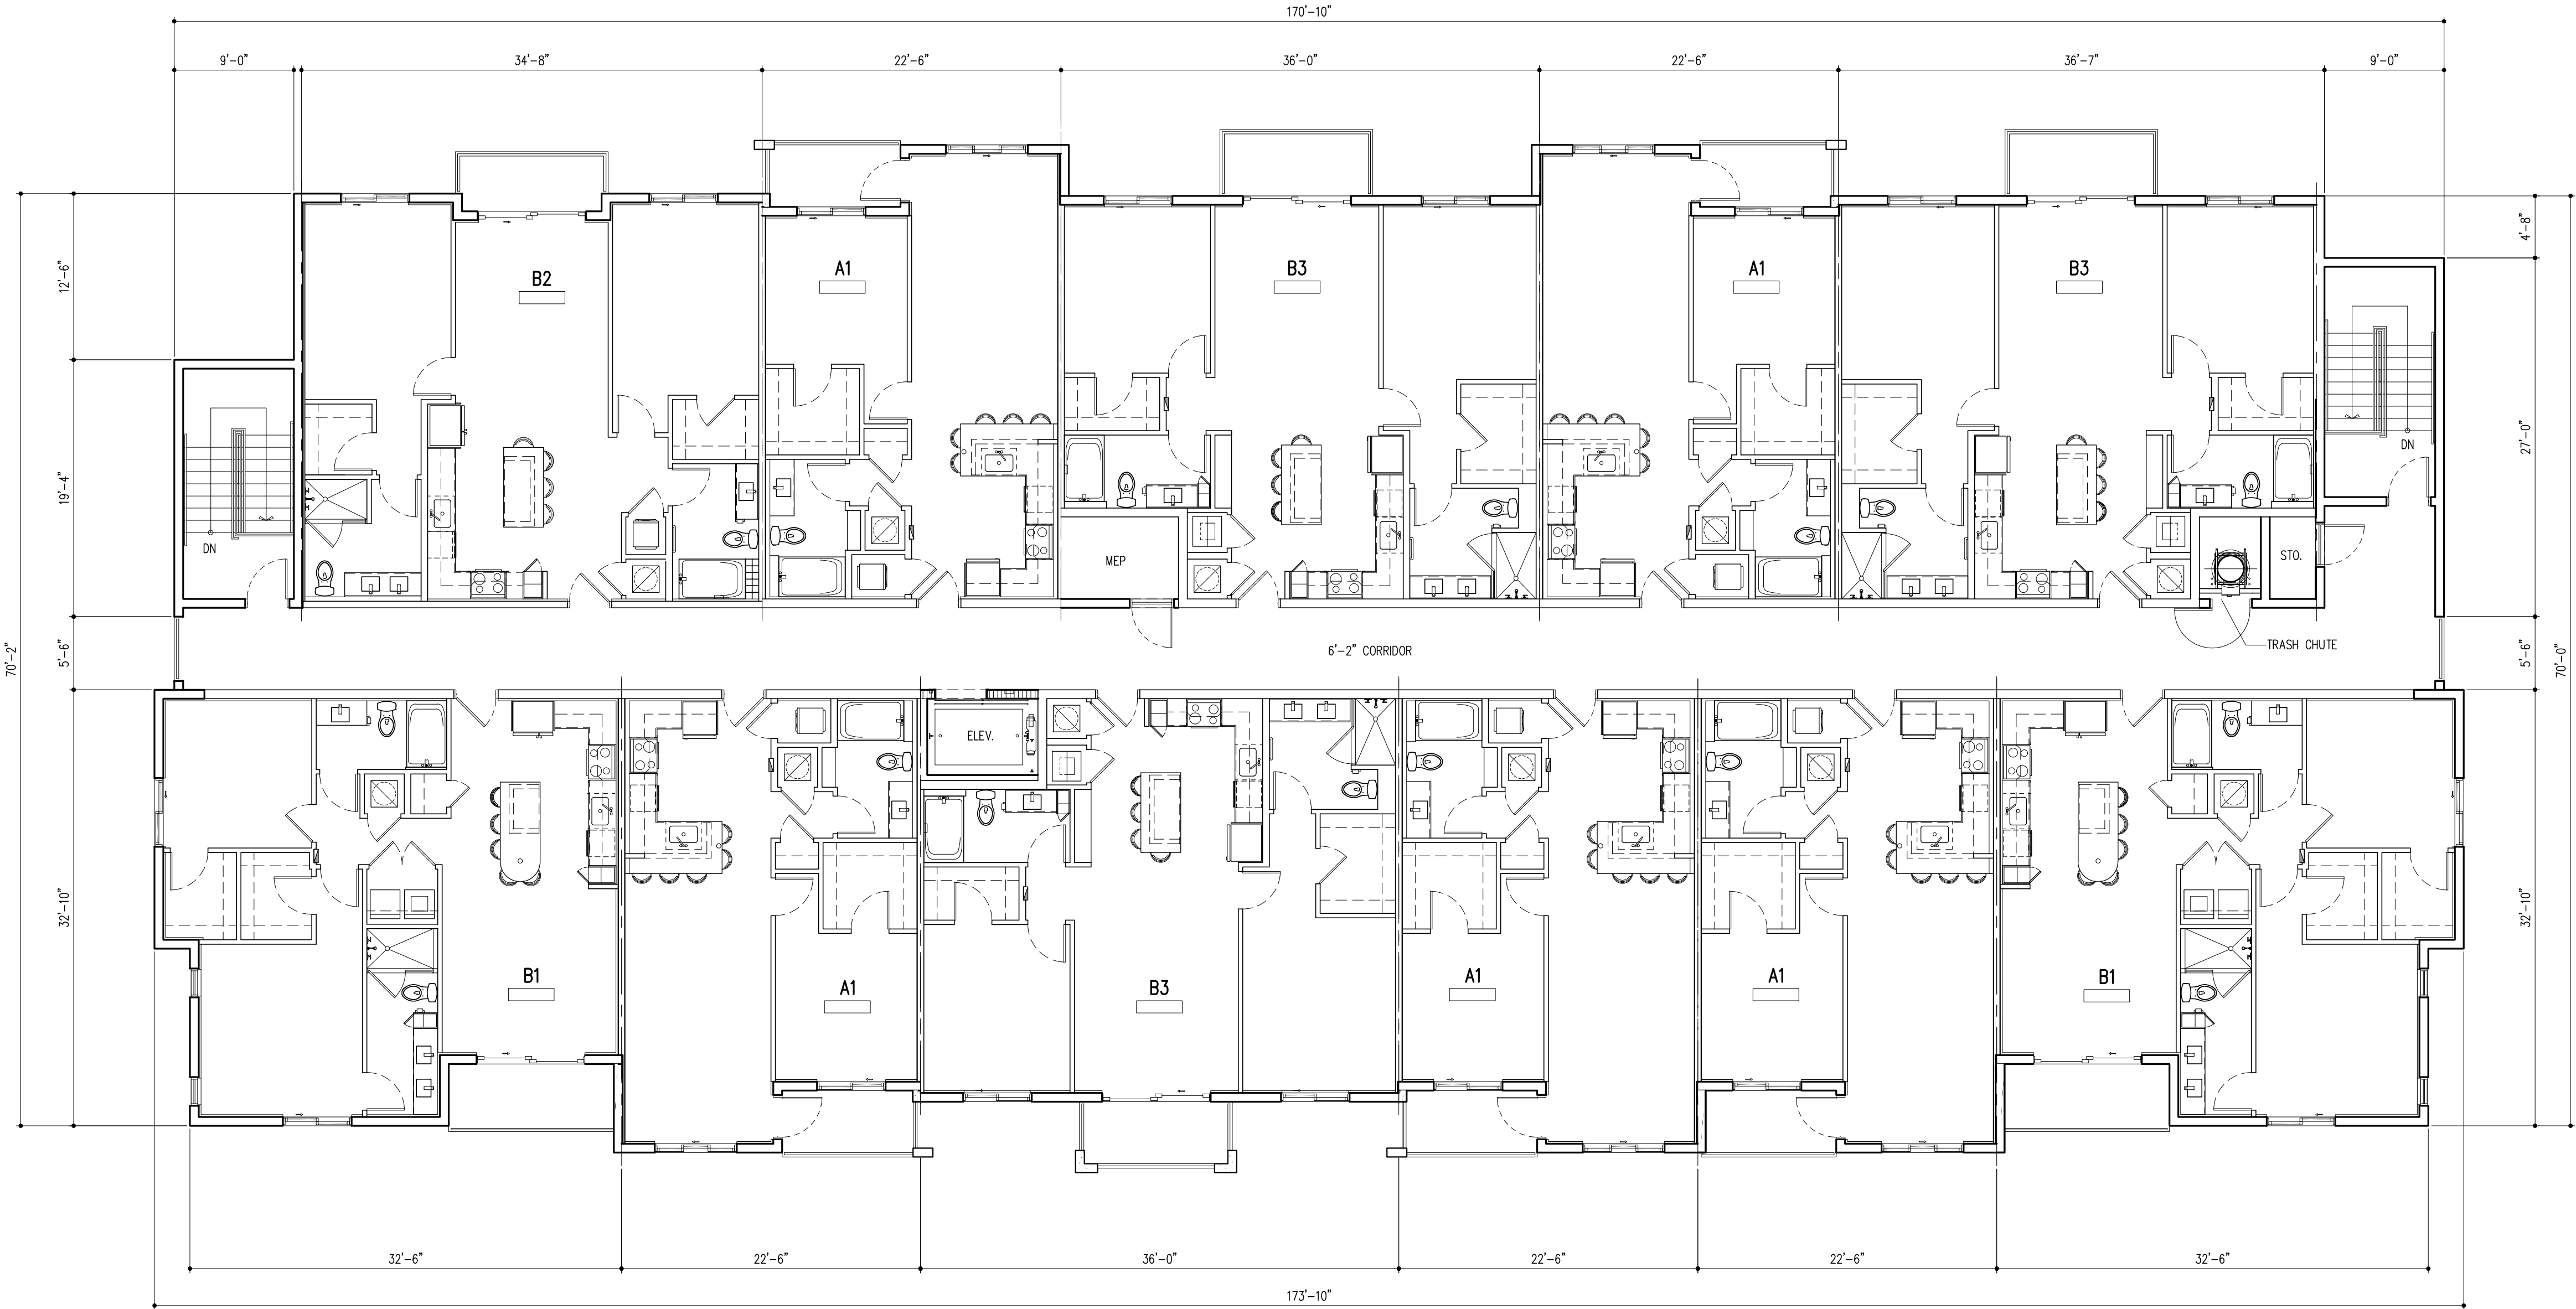 170'-10"
9'-0"
34'-8"
22'-6"
36'-0"
22'-6"
36'-7"
9'-0"
12'-6"
4'-8"
B2
A1
B3
A1
B3
19'-4"
27'-0"
DN
DN
MEP
STO.
70'-2"
5'-6"
6'-2" CORRIDOR
TRASH CHUTE
5'-6"
70'-0"
ELEV.
32'-10"
32'-10"
B1
A1
B3
A1
A1
B1
32'-6"
22'-6"
36'-0"
22'-6"
22'-6"
32'-6"
173'-10"